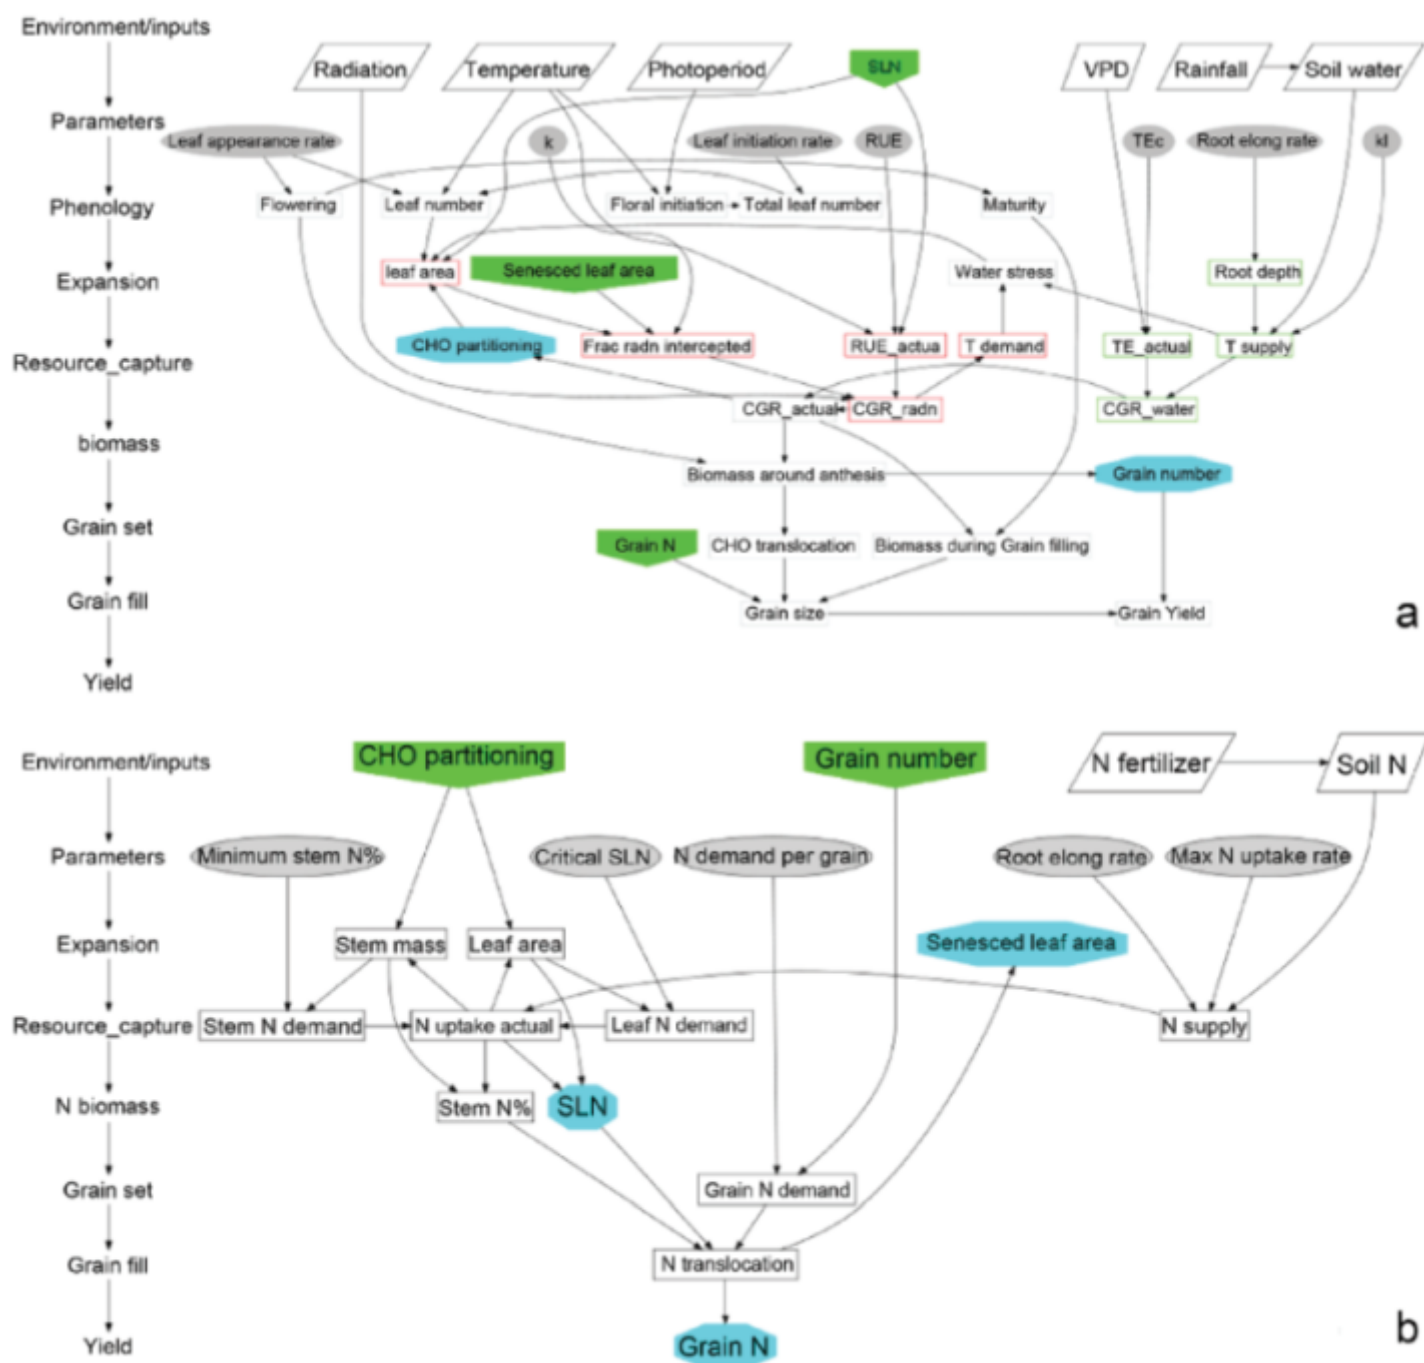 Environment/inputs
Radiation
Temperature
Photoperiod
SLN
VPD
Rainfall
Soil water
Parameters
Leaf appearance rate
k
Leaf initiation rate
RUE
TEc
Root elong rate
kl
Phenology
Flowering
Leaf number
Floral initiation
Total leaf number
Maturity
Expansion
leaf area
Senesced leaf area
Water stress
Root depth
Resource_capture
CHO partitioning
Frac radn intercepted
RUE_actua
T demand
TE_actual
T supply
CGR_actual
CGR_radn
CGR_water
biomass
Biomass around anthesis
Grain number
Grain set
Grain N
CHO translocation
Biomass during Grain filling
Grain fill
Grain size
Grain Yield
a
Yield
Environment/inputs
CHO partitioning
Grain number
N fertilizer
Soil N
Parameters
Minimum stem N%
Critical SLN
N demand per grain
Root elong rate
Max N uptake rate
Expansion
Stem mass
Leaf area
Senesced leaf area
Resource_capture
Stem N demand
N uptake actual
Leaf N demand
N supply
N biomass
Stem N%
SLN
Grain set
Grain N demand
Grain fill
N translocation
Yield
Grain N
b